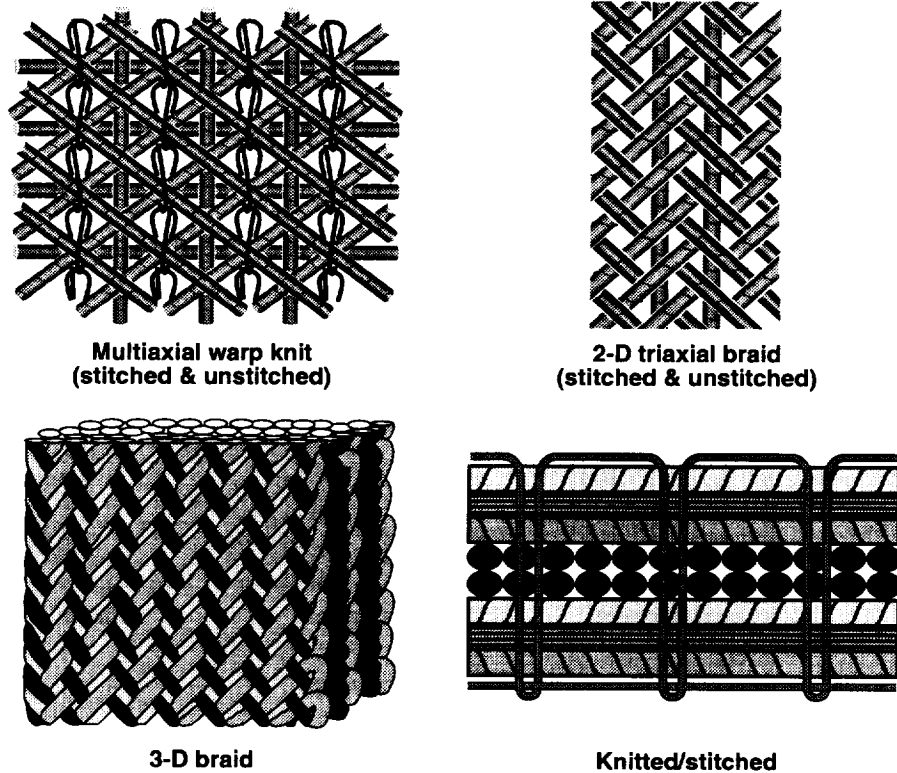 Multiaxial warp knit
(stitched & unstitched)
2-D triaxial braid
(stitched & unstitched)
3-D braid
Knitted/stitched